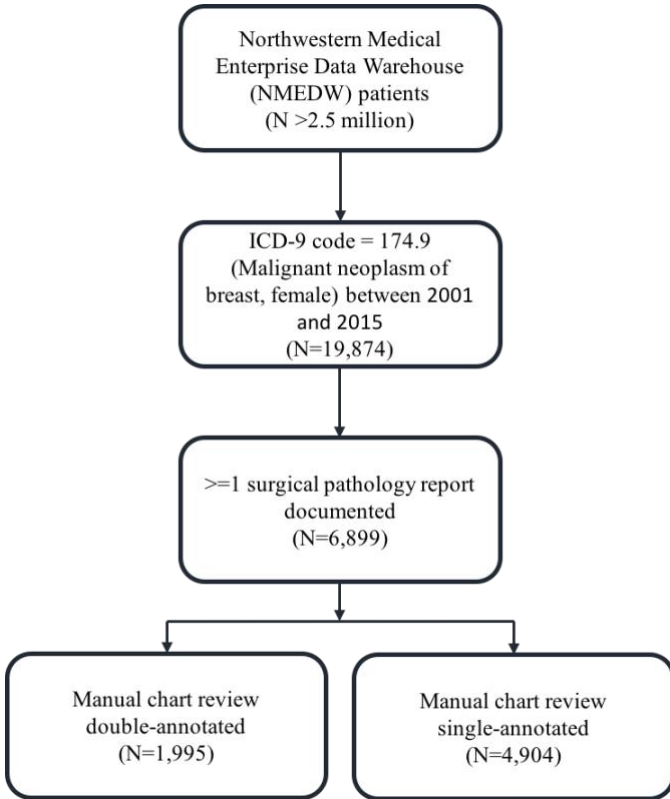 Northwestern Medical
Enterprise Data Warehouse
(NMEDW) patients
(N >2.5 million)
ICD-9 code = 174.9
(Malignant neoplasm of
breast, female) between 2001
and 2015
(N=19,874)
>=1 surgical pathology report
documented
(N=6,899)
Manual chart review
double-annotated
(N=1,995)
Manual chart review
single-annotated
(N=4,904)